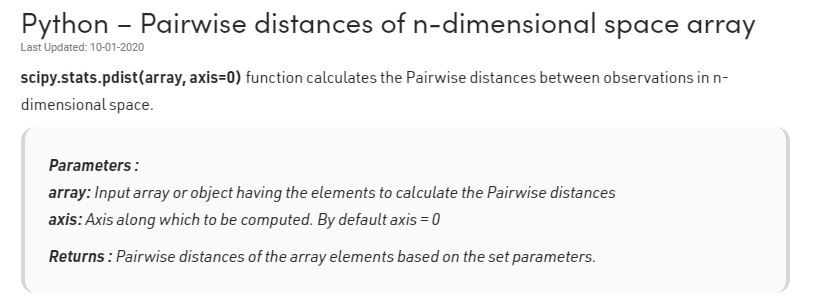 Python – Pairwise distances of n-dimensional space array
Last Updated: 10-01-2020
scipy.stats.pdist(array, axis=0) function calculates the Pairwise distances between observations in n-
dimensional space.
Parameters :
array: Input array or object having the elements to calculate the Pairwise distances
axis: Axis along which to be computed. By default axis = 0
Returns : Pairwise distances of the array elements based on the set parameters.